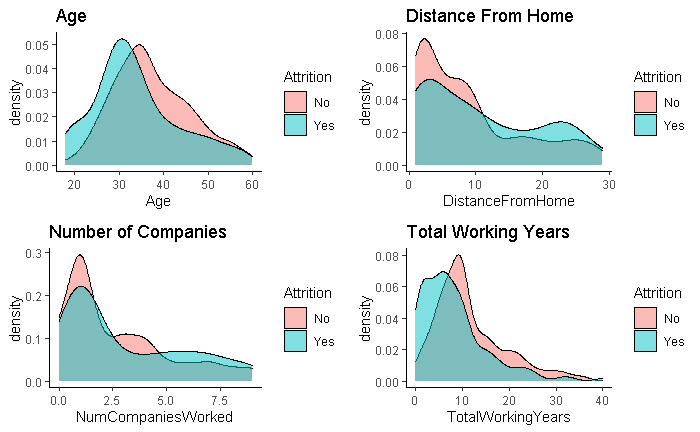 Age
0.05
0.04
0.03
0.02
0.01
0.00
density
20 30 40 50 60
Age
Attrition
No
Yes
Distance From Home
0.08
0.06
0.04
0.02
0.00
density
0 10 20 30
DistanceFromHome
Attrition
No
Yes
Number of Companies
0.3
0.2
0.1
0.0
density
0.0 2.5 5.0 7.5
NumCompaniesWorked
Attrition
No
Yes
Total Working Years
0.08
0.06
0.04
0.02
0.00
density
0 10 20 30 40
TotalWorkingYears
Attrition
No
Yes